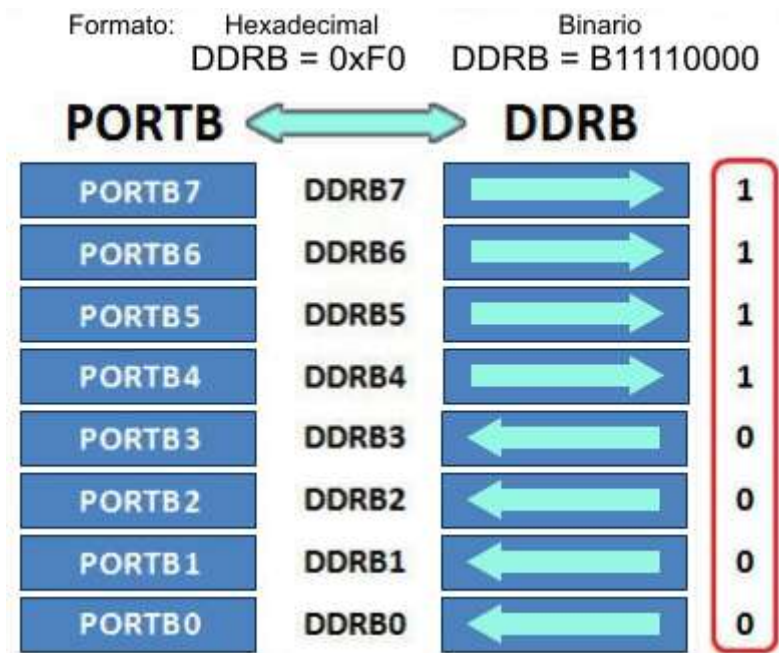 Formato: Hexadecimal Binario
DDRB = 0xF0 DDRB = B11110000
PORTB DDRB
PORTB7 DDRB7 1
PORTB6 DDRB6 1
PORTB5 DDRB5 1
PORTB4 DDRB4 1
PORTB3 DDRB3 0
PORTB2 DDRB2 0
PORTB1 DDRB1 0
PORTB0 DDRB0 0